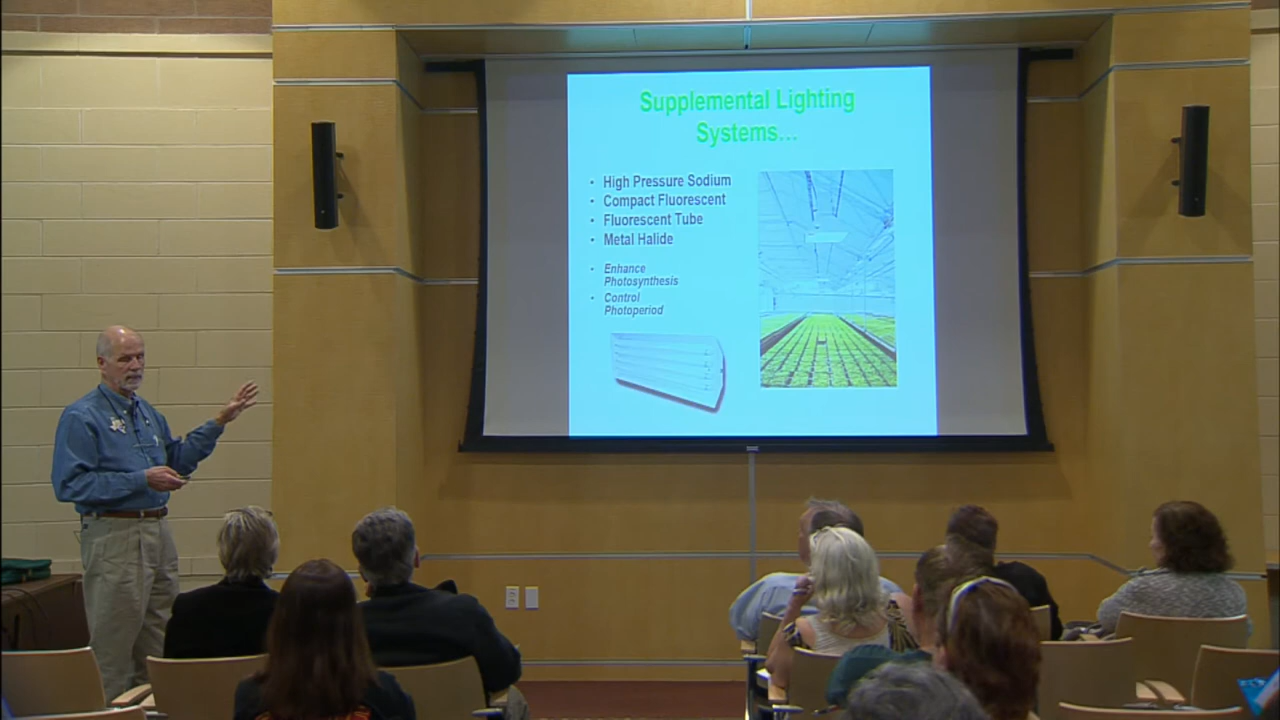 Supplemental Lighting
Systems...
• High Pressure Sodium
• Compact Fluorescent
• Fluorescent Tube
• Metal Halide
• Enhance
Photosynthesis
• Control
Photoperiod